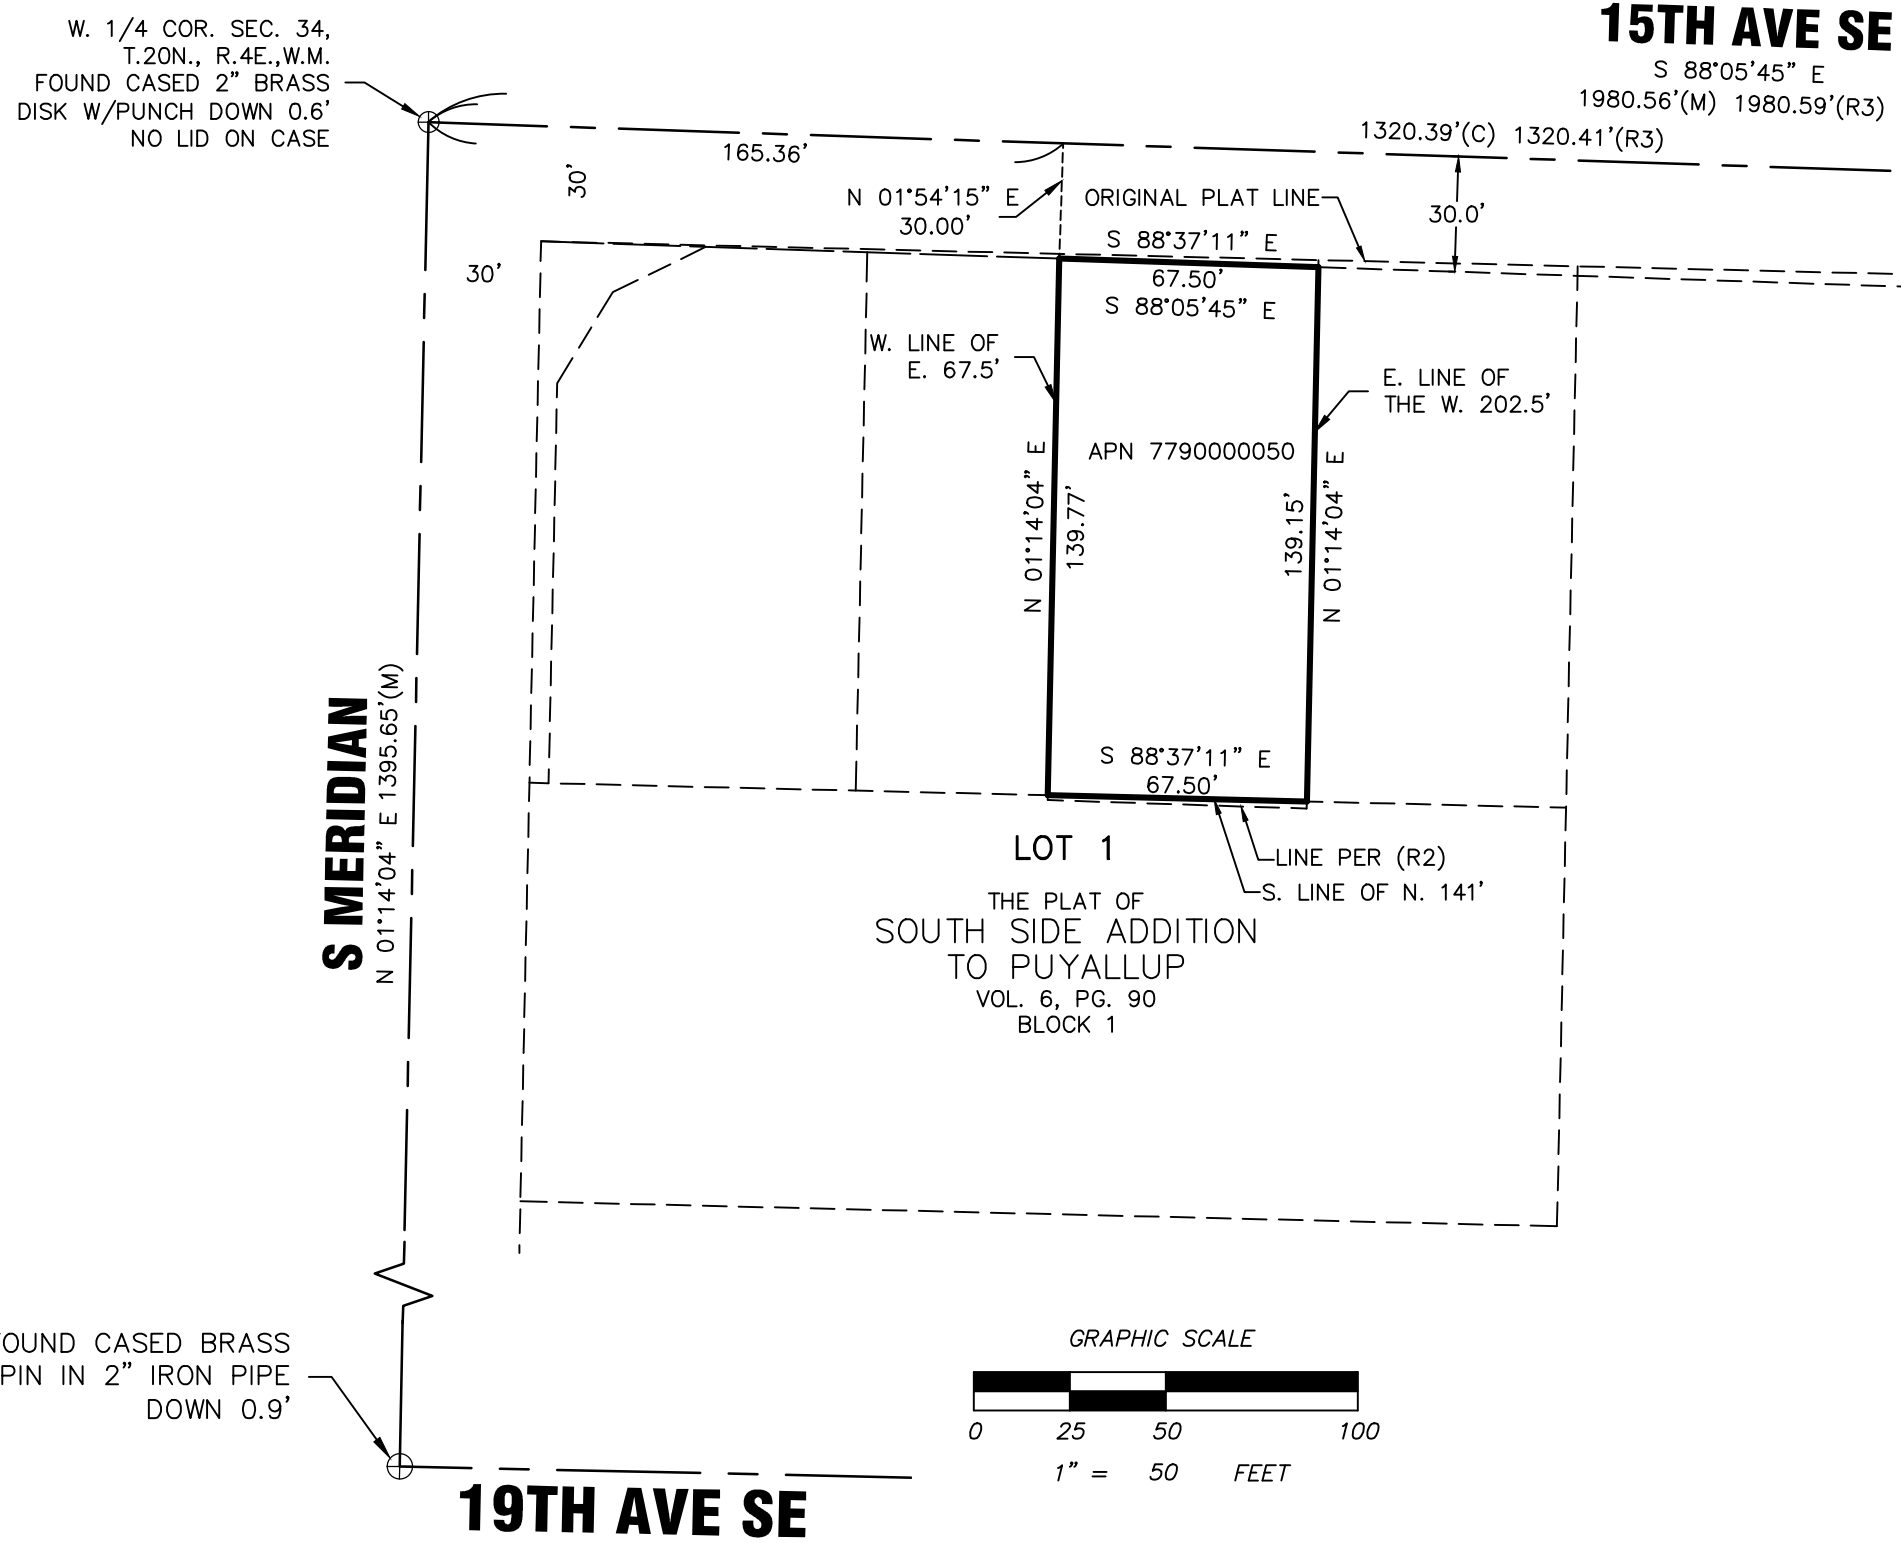 W. 1/4 COR. SEC. 34,
T.20N., R.4E.,W.M.
FOUND CASED 2" BRASS
DISK W/PUNCH DOWN 0.6'
NO LID ON CASE
15TH AVE SE
S 88°05'45" E
1980.56'(M) 1980.59'(R3)
1320.39'(C) 1320.41'(R3)
165.36'
30'
N 01°54'15" E
30.00'
ORIGINAL PLAT LINE
30.0'
30'
S 88°37'11" E
67.50'
S 88°05'45" E
W. LINE OF
E. 67.5'
E. LINE OF
THE W. 202.5'
APN 7790000050
N 01°14'04" E
139.77'
139.15'
N 01°14'04" E
S MERIDIAN
N 01°14'04" E 1395.65'(M)
S 88°37'11" E
67.50'
LOT 1
LINE PER (R2)
S. LINE OF N. 141'
THE PLAT OF
SOUTH SIDE ADDITION
TO PUYALLUP
VOL. 6, PG. 90
BLOCK 1
OUND CASED BRASS
PIN IN 2" IRON PIPE
DOWN 0.9'
GRAPHIC SCALE
0 25 50 100
1" = 50 FEET
19TH AVE SE